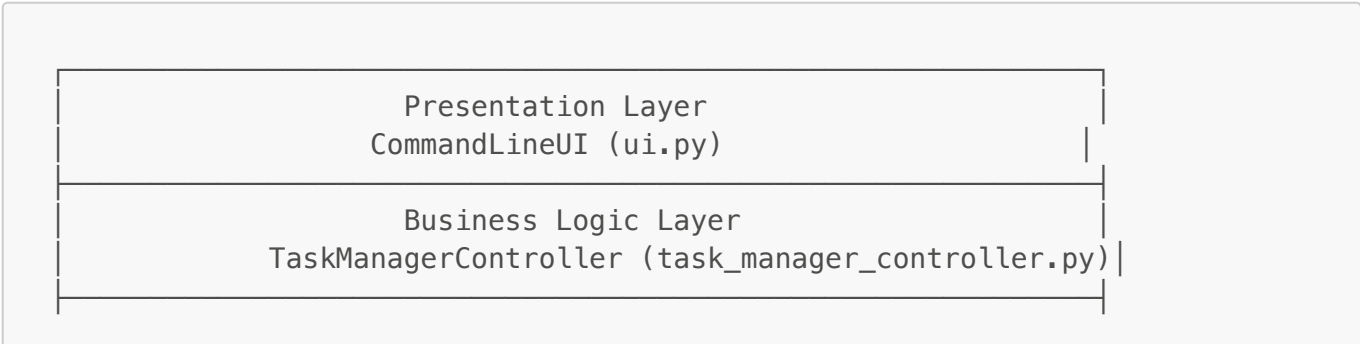 Presentation Layer
CommandLineUI (ui.py)
Business Logic Layer
TaskManagerController (task_manager_controller.py)